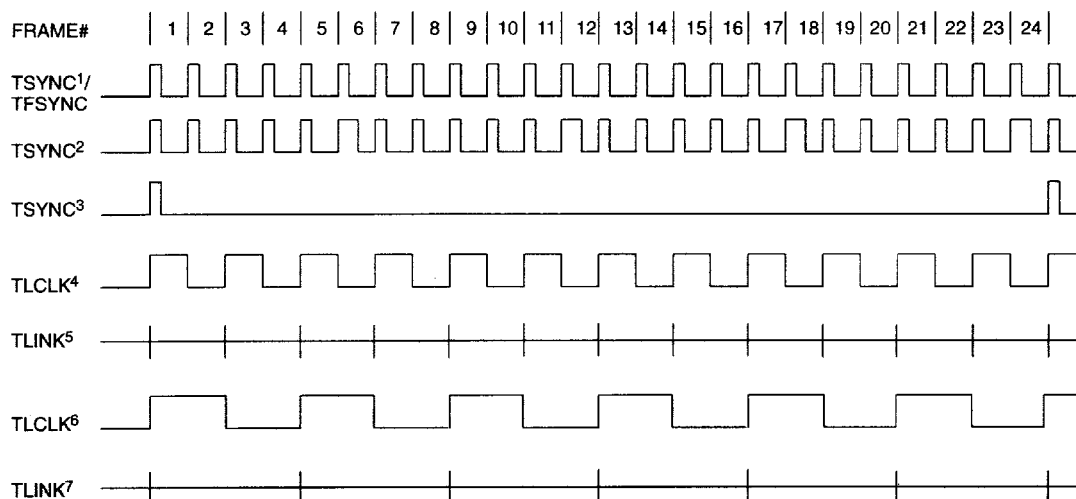 FRAME# 1 2 3 4 5 6 7 8 9 10 11 12 13 14 15 16 17 18 19 20 21 22 23 24
TSYNC¹/
TFSYNC
TSYNC²
TSYNC³
TLCLK⁴
TLINK⁵
TLCLK⁶
TLINK⁷